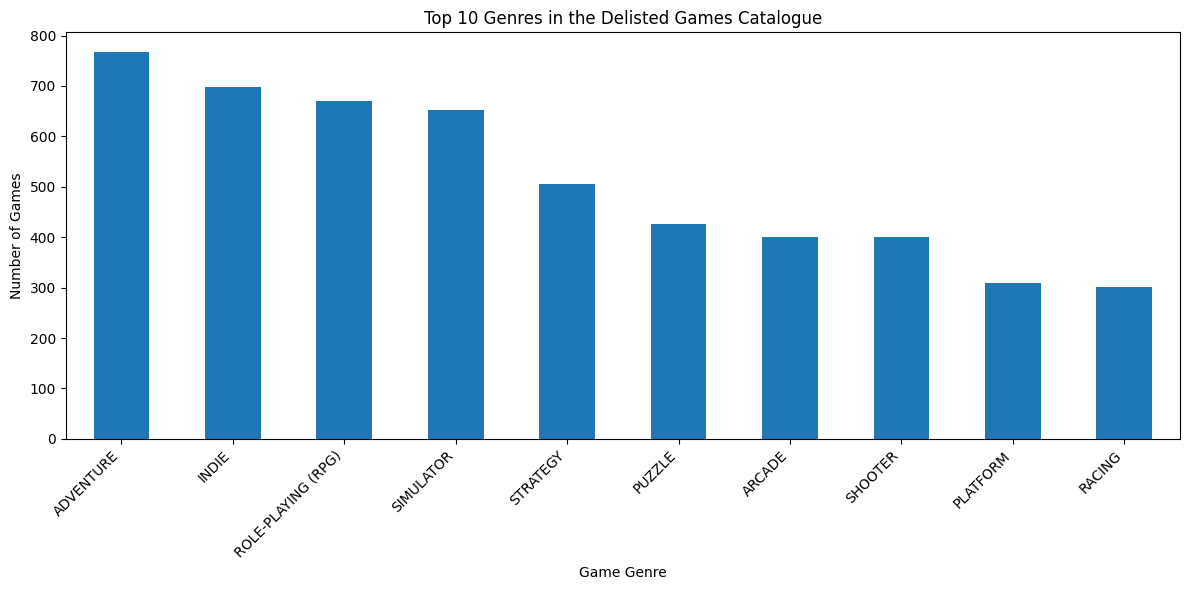 Top 10 Genres in the Delisted Games Catalogue
Number of Games
800
700
600
500
400
300
200
100
0
ADVENTURE
INDIE
ROLE-PLAYING (RPG)
SIMULATOR
STRATEGY
PUZZLE
ARCADE
SHOOTER
PLATFORM
RACING
Game Genre